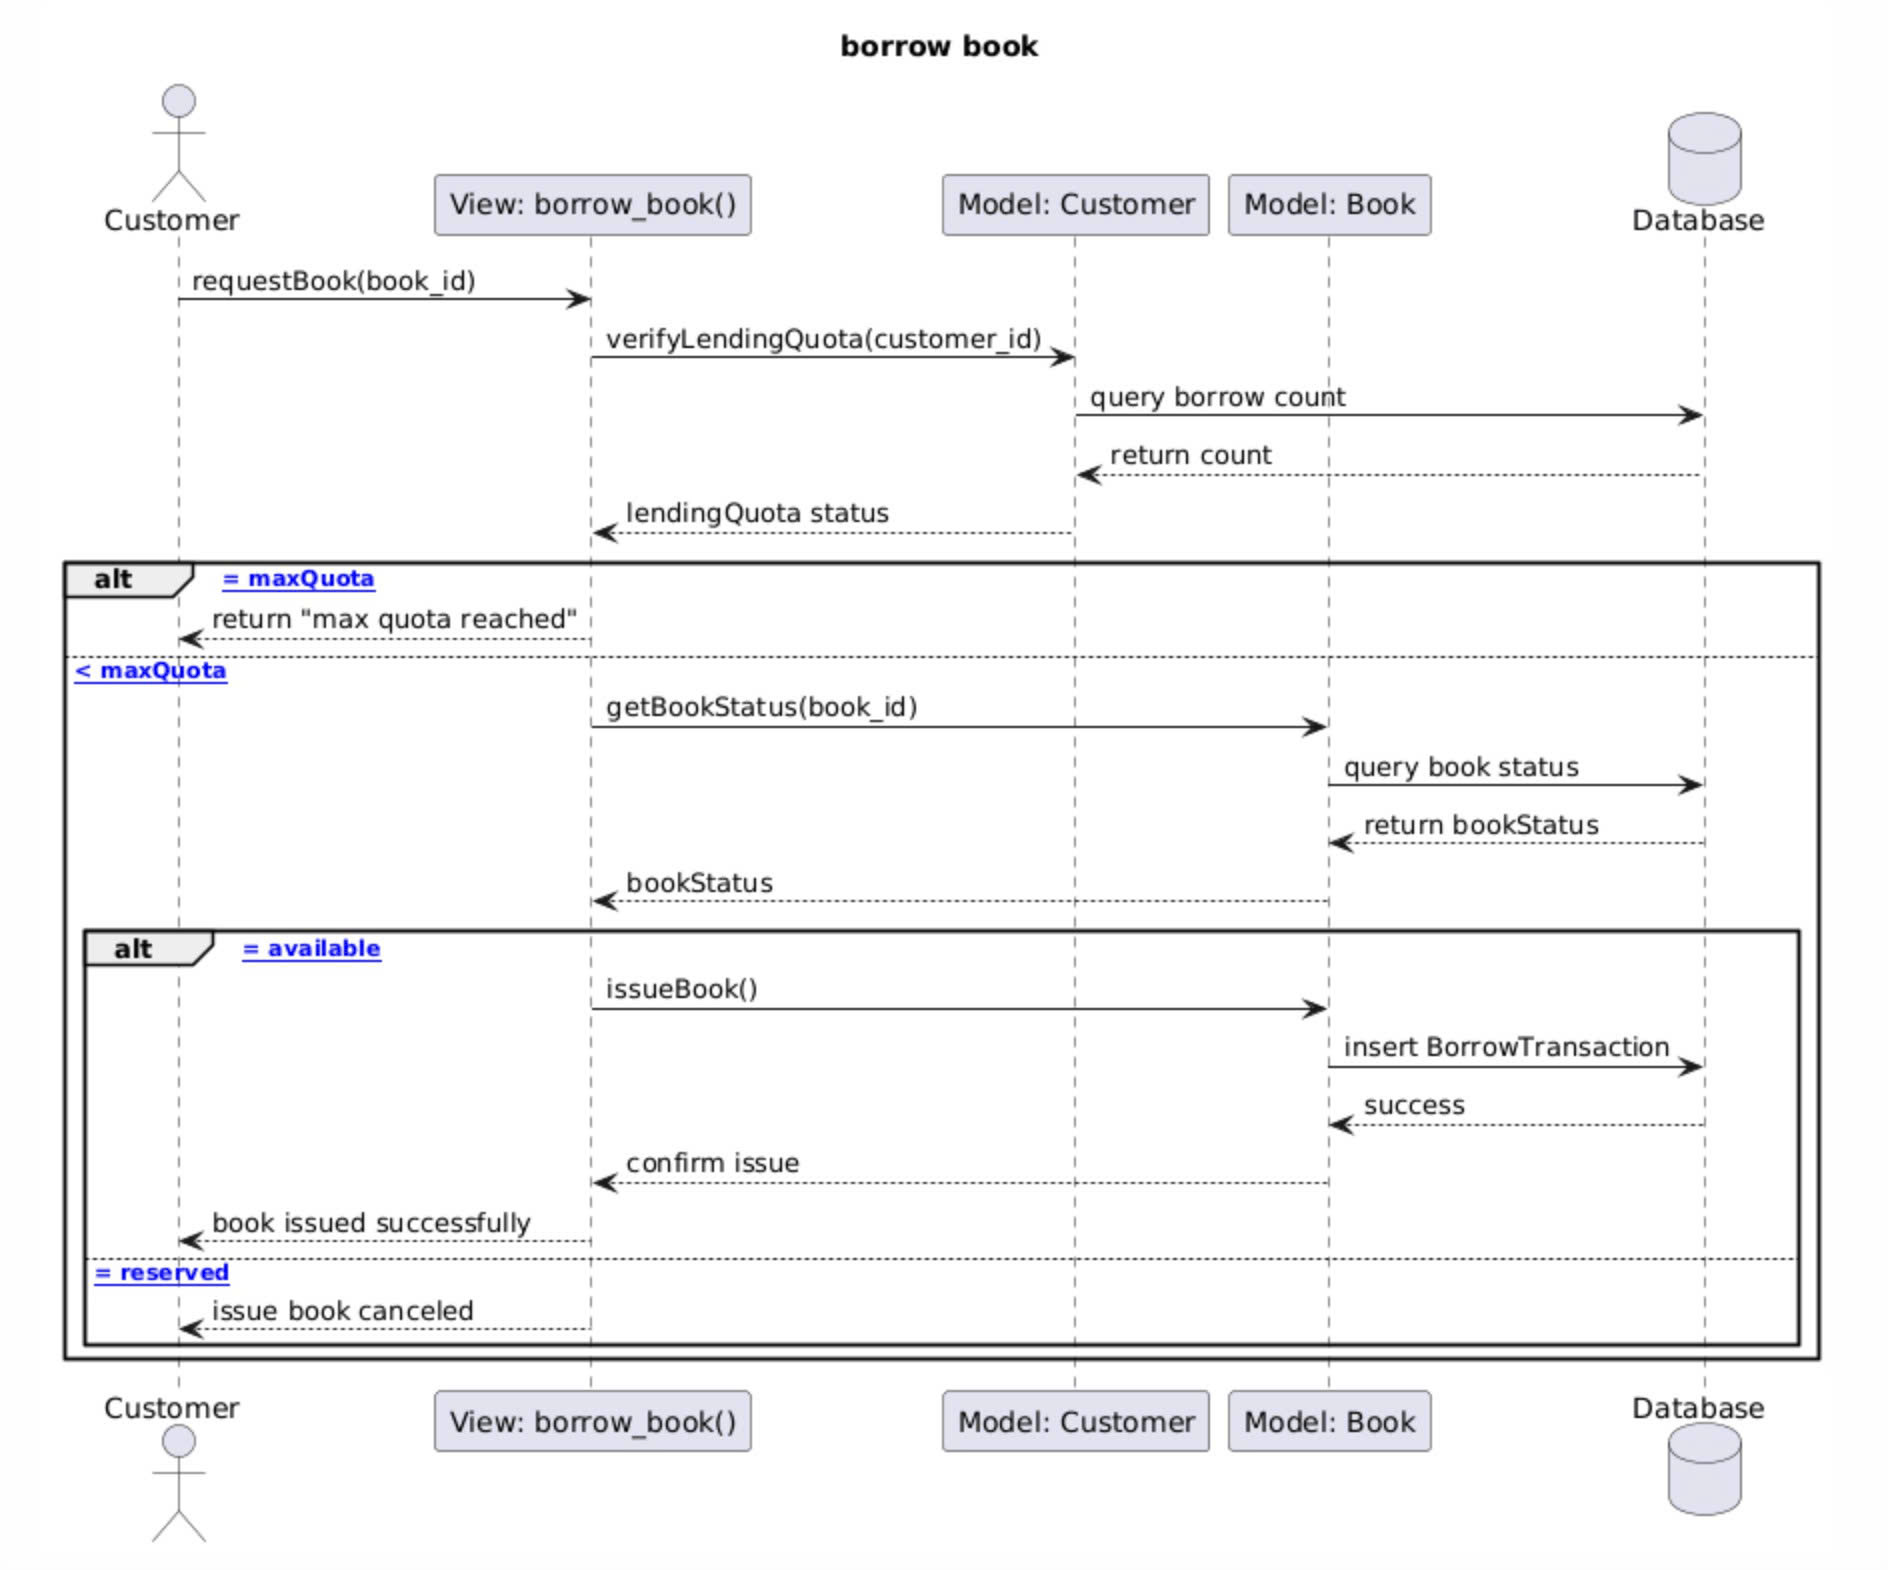 borrow book
Customer
View: borrow_book()
Model: Customer
Model: Book
Database
requestBook(book_id)
verifyLendingQuota(customer_id)
query borrow count
return count
lendingQuota status
alt
= maxQuota
return "max quota reached"
< maxQuota
getBookStatus(book_id)
query book status
return bookStatus
bookStatus
alt
= available
issueBook()
insert BorrowTransaction
success
confirm issue
book issued successfully
= reserved
issue book canceled
Customer
View: borrow_book()
Model: Customer
Model: Book
Database